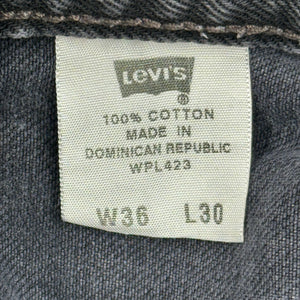 LEVI'S
®
100% COTTON
MADE IN
DOMINICAN REPUBLIC
WPL423
W36 L30